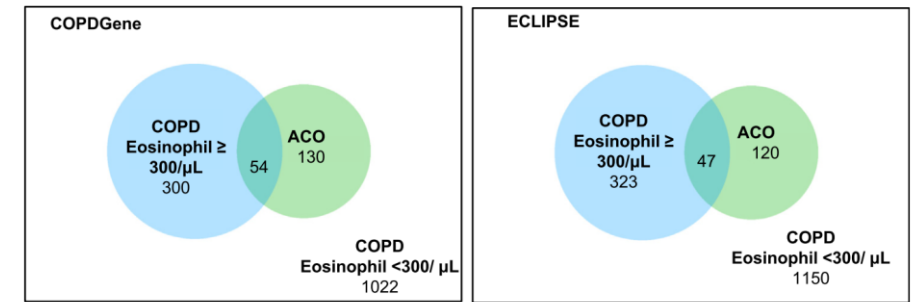 COPDGene
COPD
Eosinophil ≥
300/µL
300
54
ACO
130
COPD
Eosinophil <300/ µL
1022
ECLIPSE
COPD
Eosinophil ≥
300/µL
323
47
ACO
120
COPD
Eosinophil <300/ µL
1150